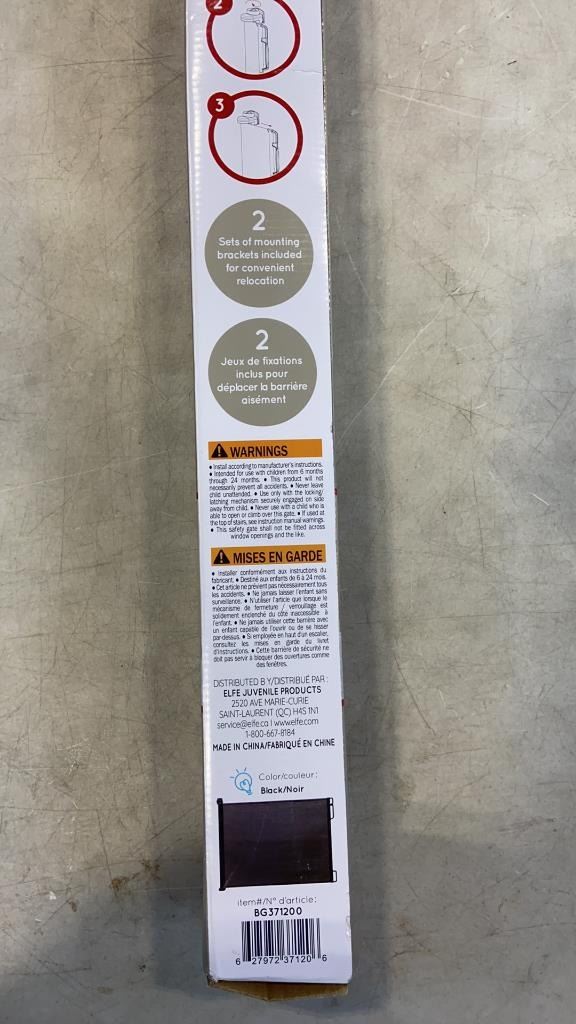 2
3
2
Sets of mounting
brackets included
for convenient
relocation
2
Jeux de fixations
inclus pour
déplacer la barrière
aisément
WARNINGS
• Install according to manufacturer's instructions.
• Intended for use with children from 6 months
through 24 months. • This product will not
necessarily prevent all accidents. • Never leave
child unattended. • Use only with the locking/
latching mechanism securely engaged on side
away from child. • Never use with a child who is
able to open or climb over this gate. • If used at
the top of stairs, see instruction manual warnings.
• This safety gate shall not be fitted across
window openings and the like.
MISES EN GARDE
• Installer conformément aux instructions du
fabricant. • Destiné aux enfants de 6 à 24 mois.
• Cet article ne prévient pas nécessairement tous
les accidents. • Ne jamais laisser l'enfant sans
surveillance. • N'utiliser l'article que lorsque le
mécanisme de fermeture / verrouillage est
solidement enclenché du côté inaccessible à
l'enfant. • Ne jamais utiliser cette barrière avec
un enfant capable de l'ouvrir ou de se hisser
par-dessus. • Si employée en haut d'un escalier,
consultez les mises en garde du livret
d'instructions. • Cette barrière de sécurité ne
doit pas servir à bloquer des ouvertures comme
des fenêtres.
DISTRIBUTED BY/DISTRIBUÉ PAR :
ELFE JUVENILE PRODUCTS
2520 AVE MARIE-CURIE
SAINT-LAURENT (QC) H4S 1N1
service@elfe.ca | www.elfe.com
1-800-667-8184
MADE IN CHINA/FABRIQUÉ EN CHINE
Color/couleur :
Black/Noir
item#/N° d'article :
BG371200
6 27972 37120 6